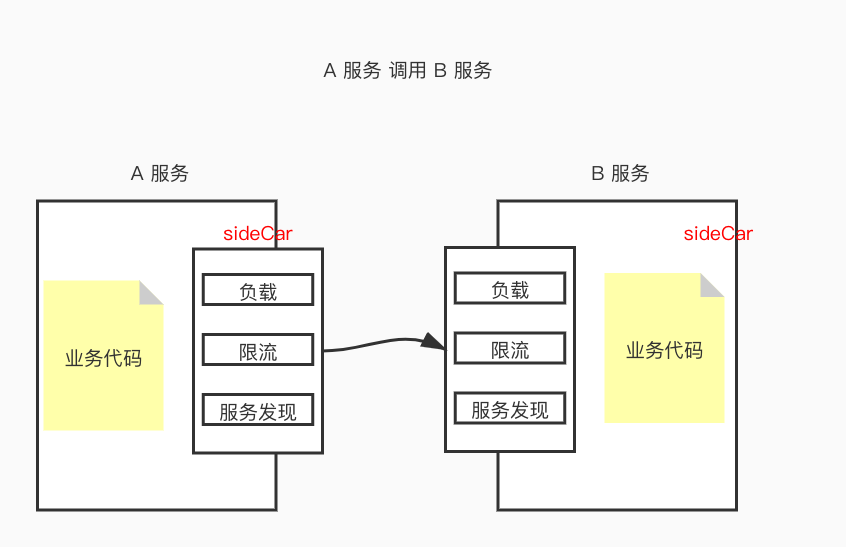 A 服务 调用 B 服务
A 服务
B 服务
sideCar
sideCar
负载
限流
服务发现
业务代码
负载
限流
服务发现
业务代码